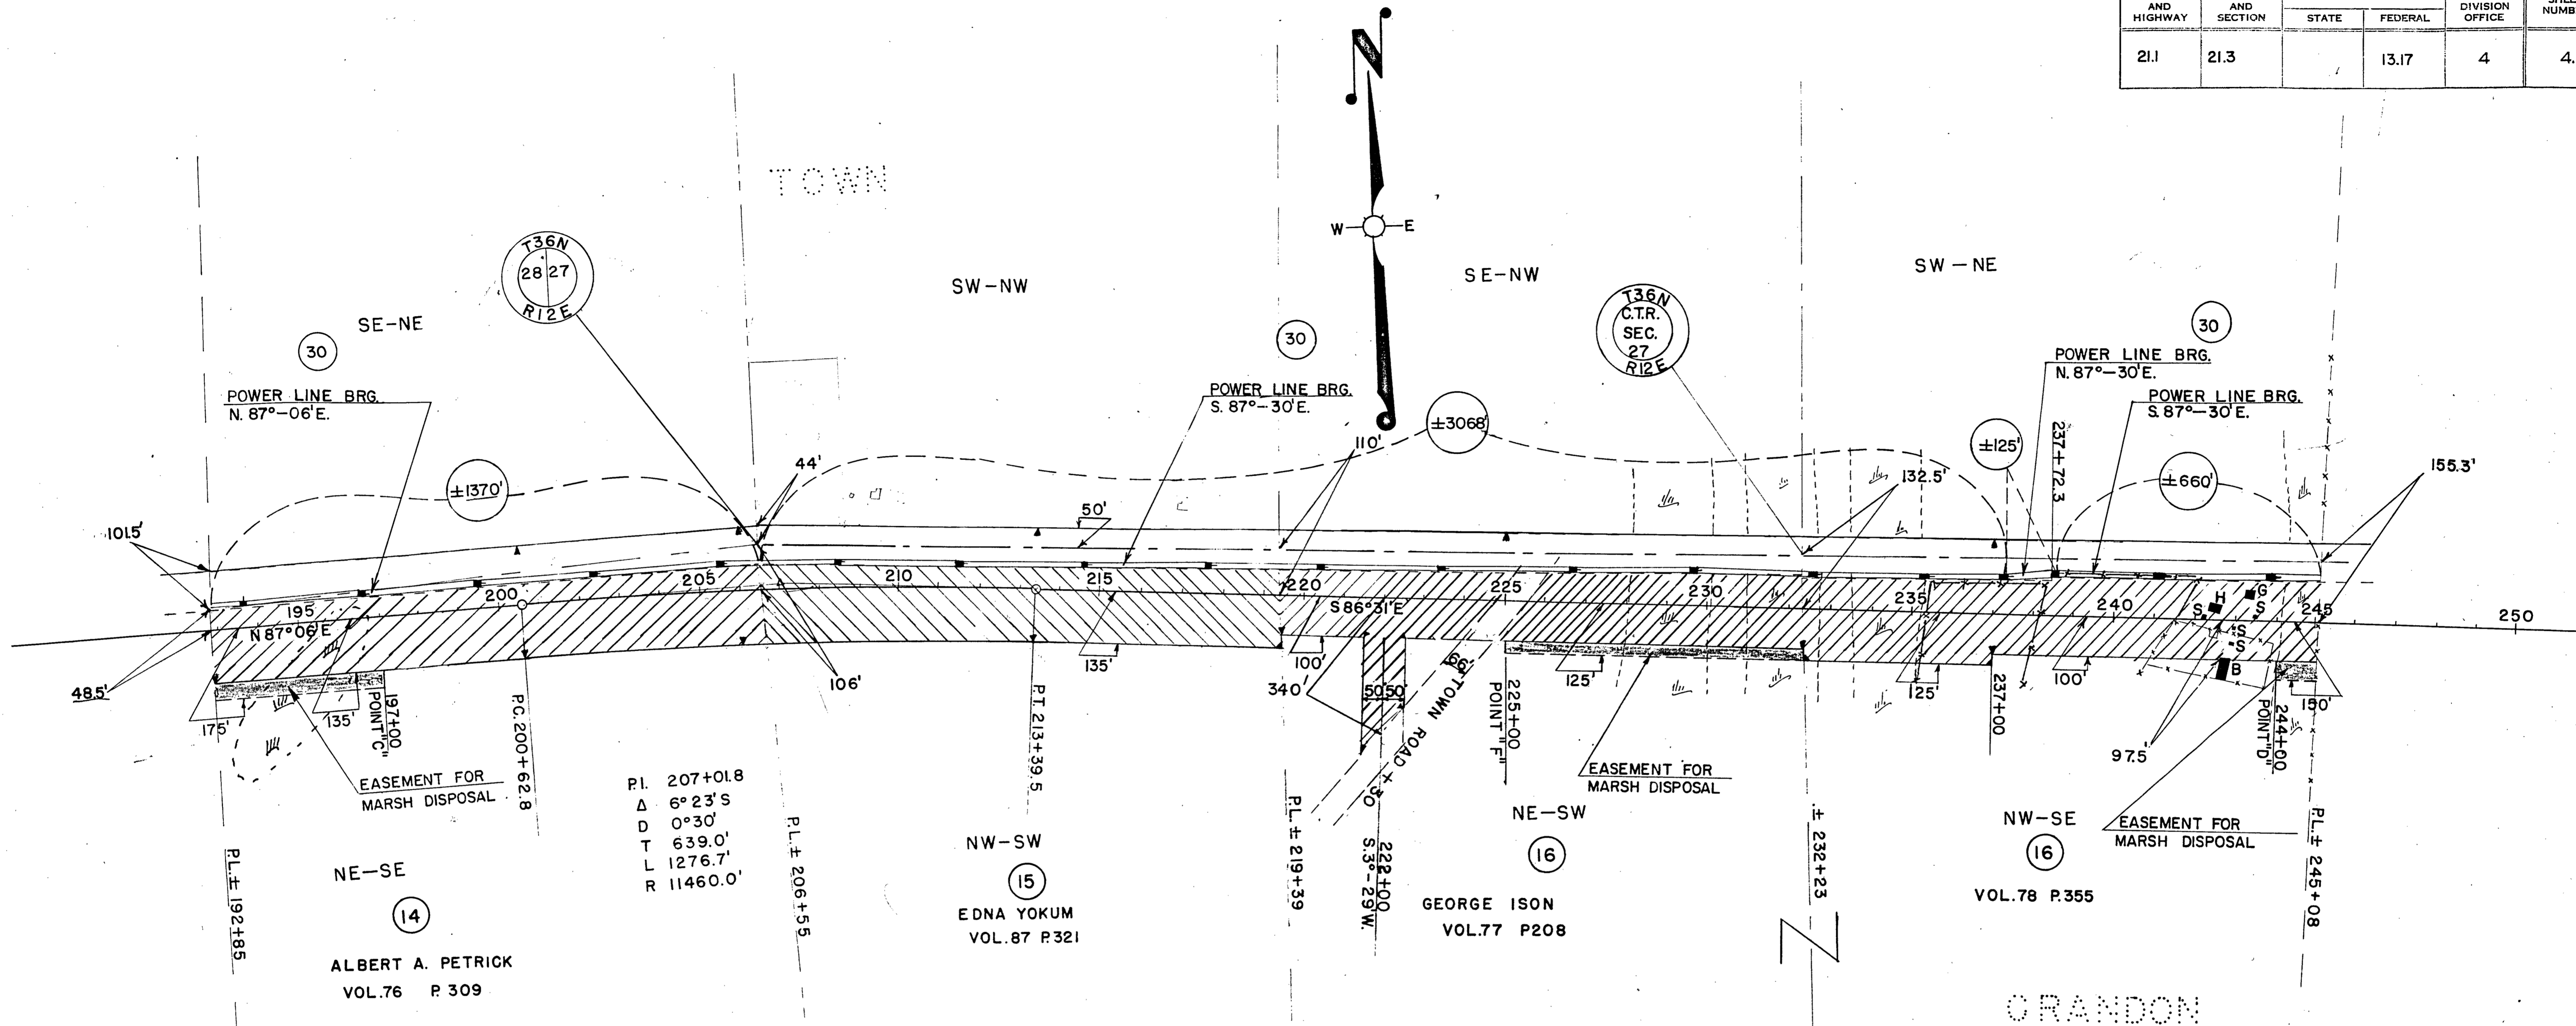 AND
HIGHWAY
AND
SECTION
STATE
FEDERAL
DIVISION
OFFICE
21.1
21.3
13.17
4
4.
N
W
E
TOWN
T36N
28 27
R12E
SE-NE
30
SW-NW
30
SE-NW
T36N
C.T.R.
SEC.
27
R12E
SW-NE
30
POWER LINE BRG.
N. 87°-06'E.
POWER LINE BRG.
S. 87°-30'E.
POWER LINE BRG.
N. 87°-30'E.
POWER LINE BRG.
S. 87°-30'E.
±1370'
±3068'
±125'
±660'
237+72.3
101.5'
44'
50'
110'
132.5'
155.3'
195
200
205
210
215
220
225
230
235
240
245
250
N 87°06'E
S 86°31'E
H
G
S
S
S
S
B
48.5'
175'
135'
106'
135'
100'
340'
50'
50'
66'
TOWN ROAD + 30
125'
125'
100'
97.5'
150'
197+00
POINT "C"
P.C. 200+62.8
P.T. 213+39.5
225+00
POINT "F"
237+00
244+00
POINT "D"
EASEMENT FOR
MARSH DISPOSAL
EASEMENT FOR
MARSH DISPOSAL
EASEMENT FOR
MARSH DISPOSAL
P.I. 207+01.8
Δ 6°23'S
D 0°30'
T 639.0'
L 1276.7'
R 11460.0'
P.L. ± 192+85
P.L. ± 206+55
P.L. ± 219+39
222+00
S.3°-29'W.
± 232+23
P.L. ± 245+08
NE-SE
14
ALBERT A. PETRICK
VOL.76 P. 309
NW-SW
15
EDNA YOKUM
VOL.87 P.321
NE-SW
16
GEORGE ISON
VOL.77 P208
NW-SE
16
VOL.78 P.355
CRANDON